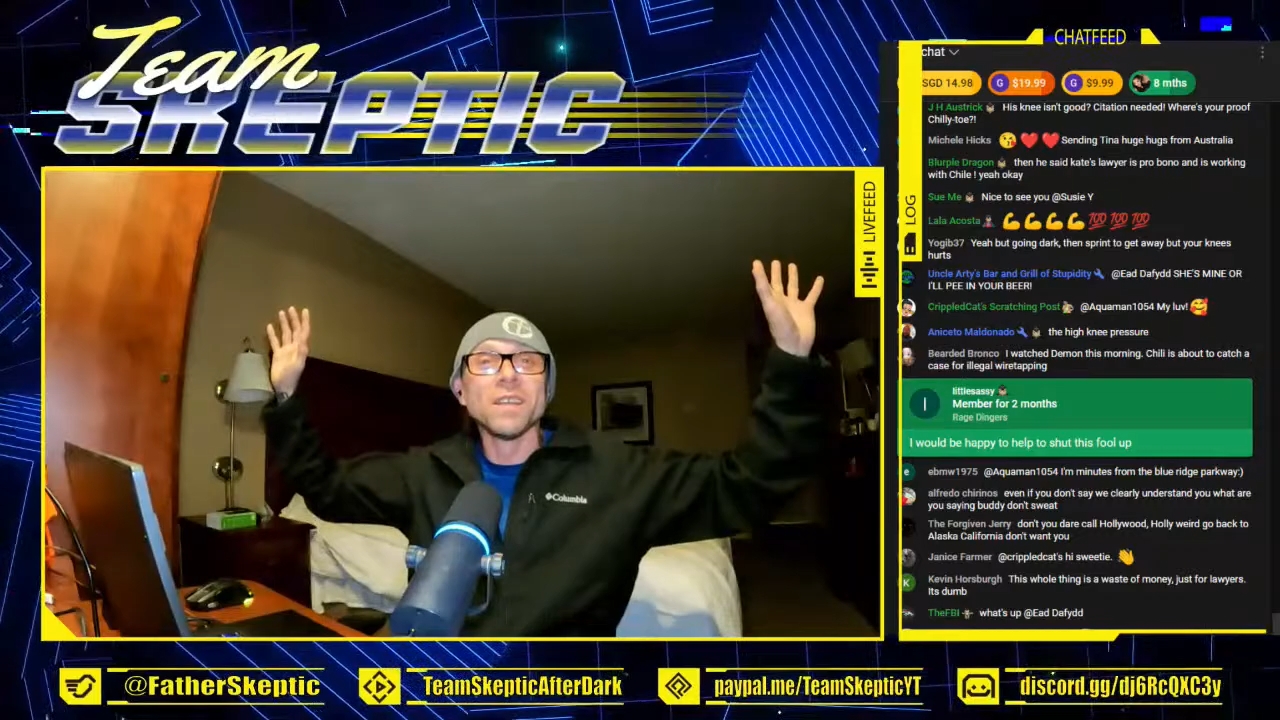 Team
SKEPTIC
LIVEFEED
Columbia
CHATFEED
LOG
chat
SGD 14.98
G $19.99
G $9.99
8 mths
J H Austrick His knee isn't good? Citation needed! Where's your proof
Chilly-toe?!
Michele Hicks 😘❤️❤️ Sending Tina huge hugs from Australia
Blurple Dragon then he said kate's lawyer is pro bono and is working
with Chile ! yeah okay
Sue Me Nice to see you @Susie Y
Lala Acosta 💪💪💪💪💯💯💯
Yogib37 Yeah but going dark, then sprint to get away but your knees
hurts
Uncle Arty's Bar and Grill of Stupidity @Ead Dafydd SHE'S MINE OR
I'LL PEE IN YOUR BEER!
CrippledCat's Scratching Post @Aquaman1054 My luv! 🥰
Aniceto Maldonado the high knee pressure
Bearded Bronco I watched Demon this morning. Chili is about to catch a
case for illegal wiretapping
l
littlesassy
Member for 2 months
Rage Dingers
I would be happy to help to shut this fool up
e
ebmw1975 @Aquaman1054 I'm minutes from the blue ridge parkway:)
alfredo chirinos even if you don't say we clearly understand you what are
you saying buddy don't sweat
The Forgiven Jerry don't you dare call Hollywood, Holly weird go back to
Alaska California don't want you
Janice Farmer @crippledcat's hi sweetie. 👋
K
Kevin Horsburgh This whole thing is a waste of money, just for lawyers.
Its dumb
TheFBI what's up @Ead Dafydd
@FatherSkeptic
TeamSkepticAfterDark
paypal.me/TeamSkepticYT
discord.gg/dj6RcQXC3y